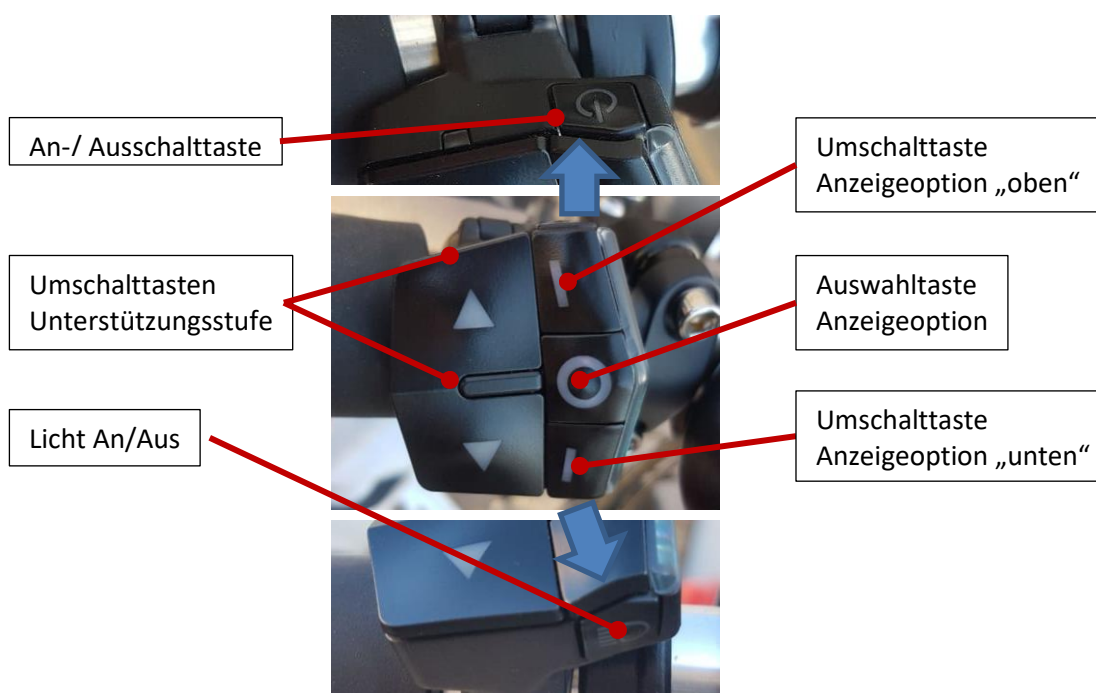 An-/ Ausschalttaste
Umschalttaste
Anzeigeoption „oben“
Umschalttasten
Unterstützungsstufe
Auswahltaste
Anzeigeoption
Licht An/Aus
Umschalttaste
Anzeigeoption „unten“